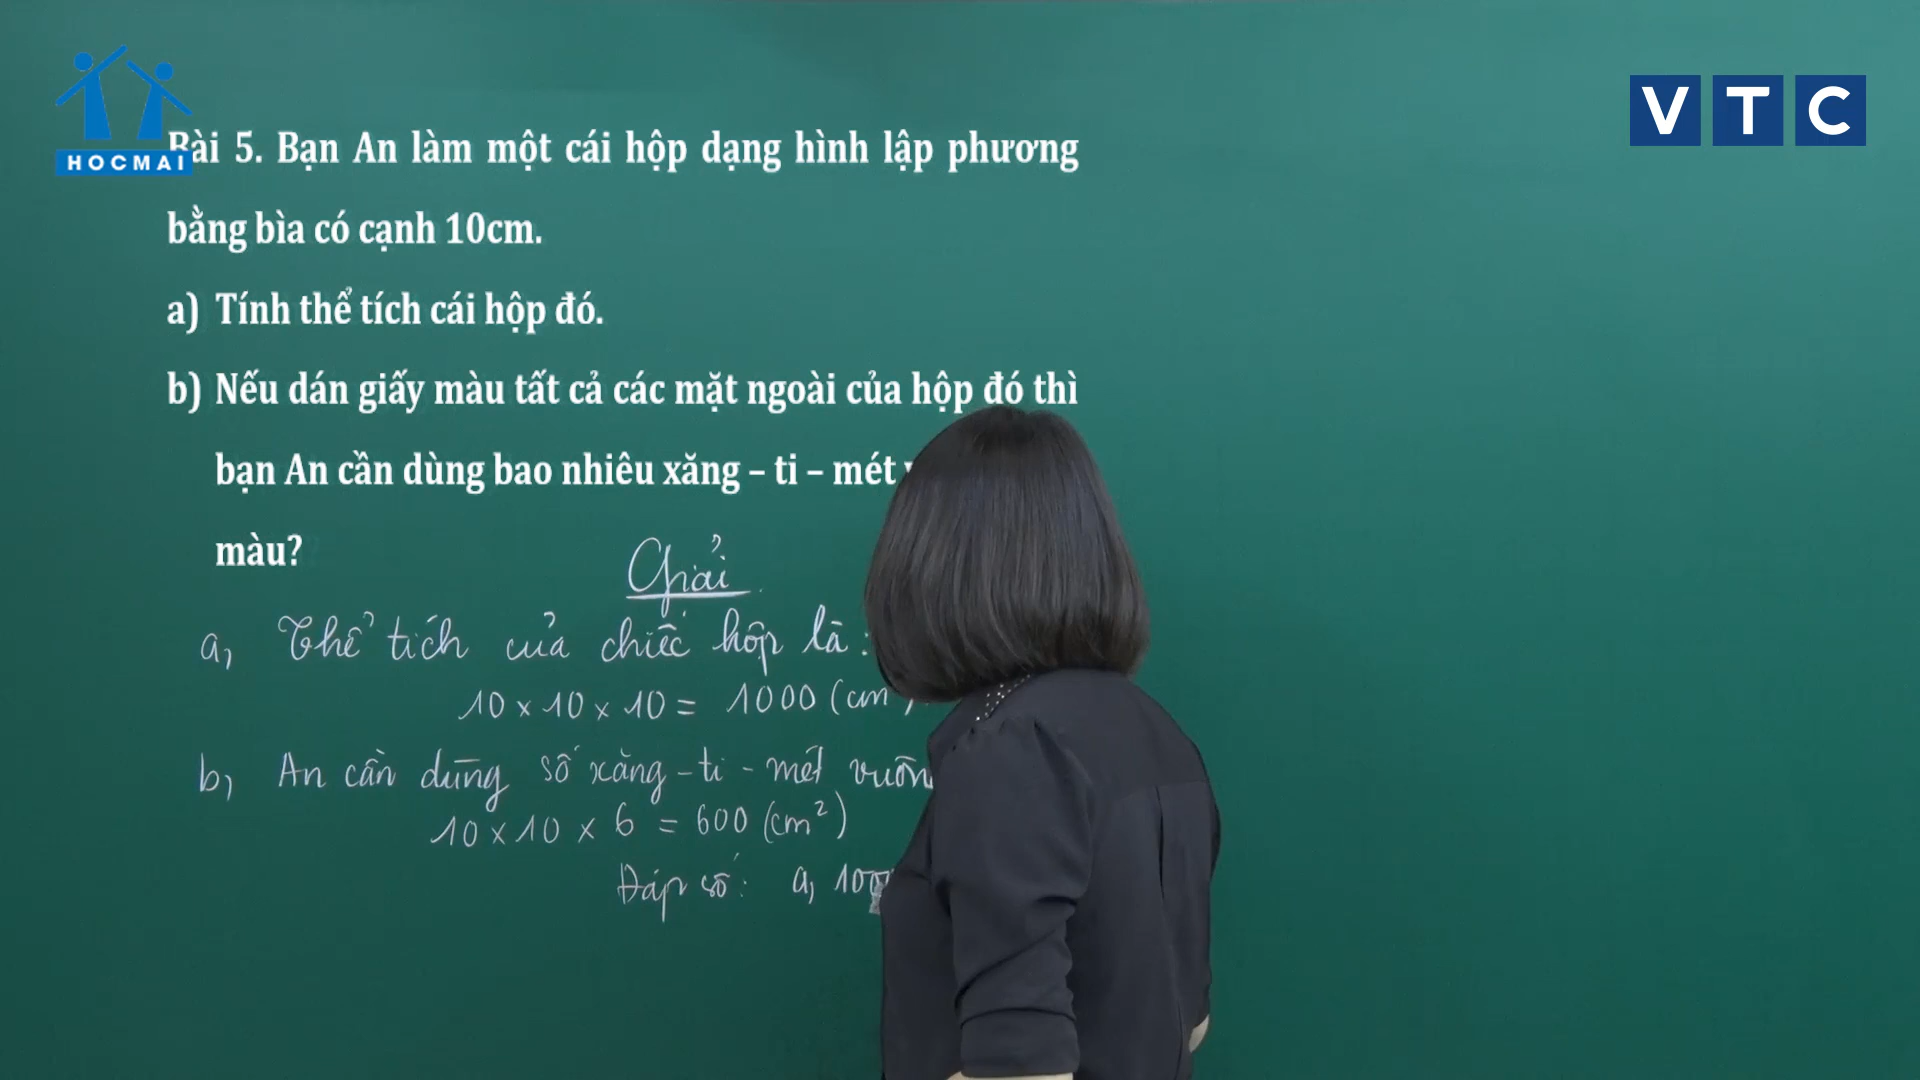 HOCMAI
VTC
Bài 5. Bạn An làm một cái hộp dạng hình lập phương
bằng bìa có cạnh 10cm.
a) Tính thể tích cái hộp đó.
b) Nếu dán giấy màu tất cả các mặt ngoài của hộp đó thì
bạn An cần dùng bao nhiêu xăng – ti – mét
màu?
Giải
a, Thể tích của chiếc hộp là:
10 x 10 x 10 = 1000 (cm
b, An cần dùng số xăng - ti - mét vuông
10 x 10 x 6 = 600 (cm²)
Đáp số: a, 1000